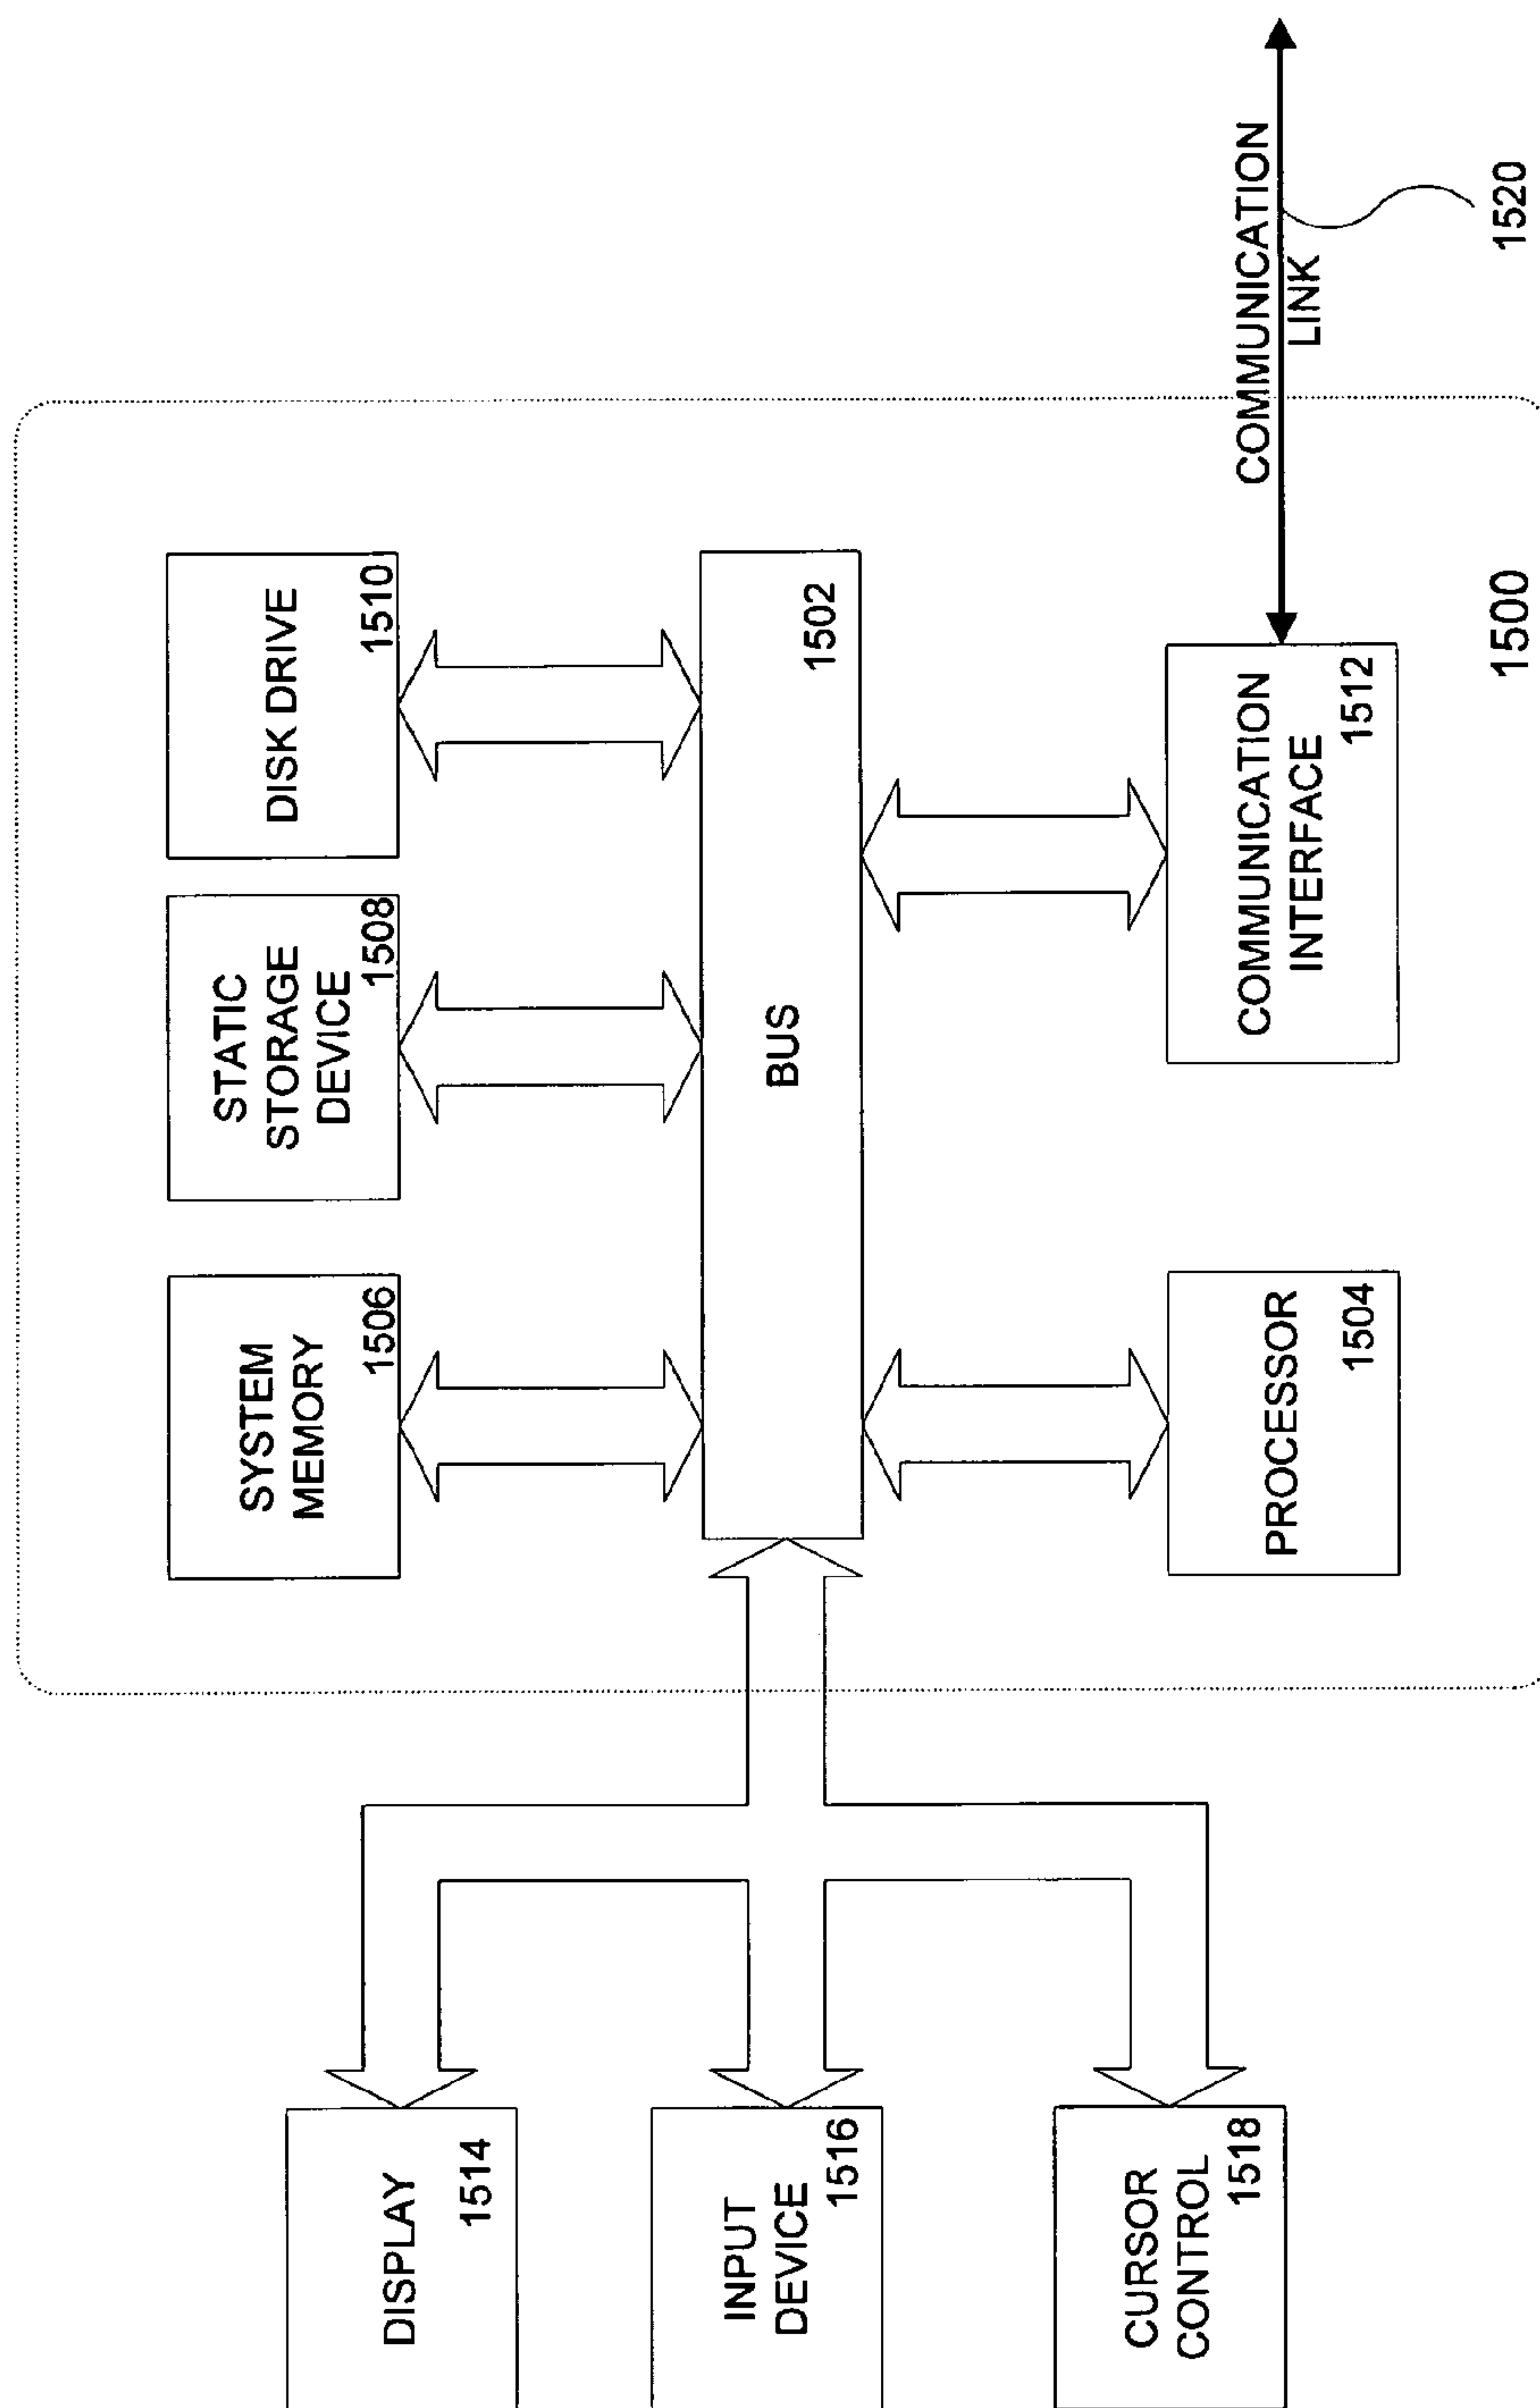 DISPLAY
1514
INPUT
DEVICE
1516
CURSOR
CONTROL
1518
SYSTEM
MEMORY
1506
STATIC
STORAGE
DEVICE
1508
DISK DRIVE
1510
BUS
1502
PROCESSOR
1504
COMMUNICATION
INTERFACE
1512
COMMUNICATION
LINK
1520
1500